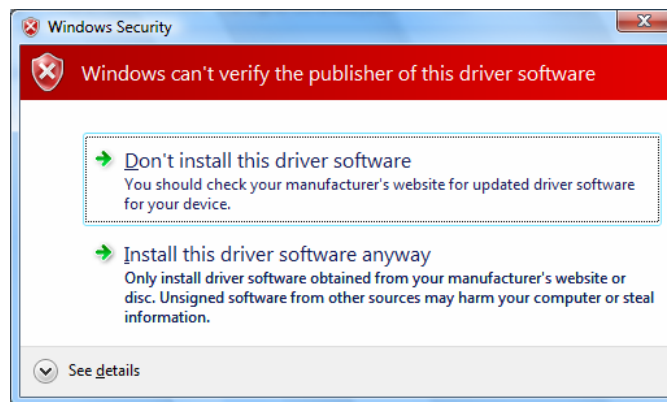 Windows Security
Windows can't verify the publisher of this driver software
Don't install this driver software
You should check your manufacturer's website for updated driver software
for your device.
Install this driver software anyway
Only install driver software obtained from your manufacturer's website or
disc. Unsigned software from other sources may harm your computer or steal
information.
See details